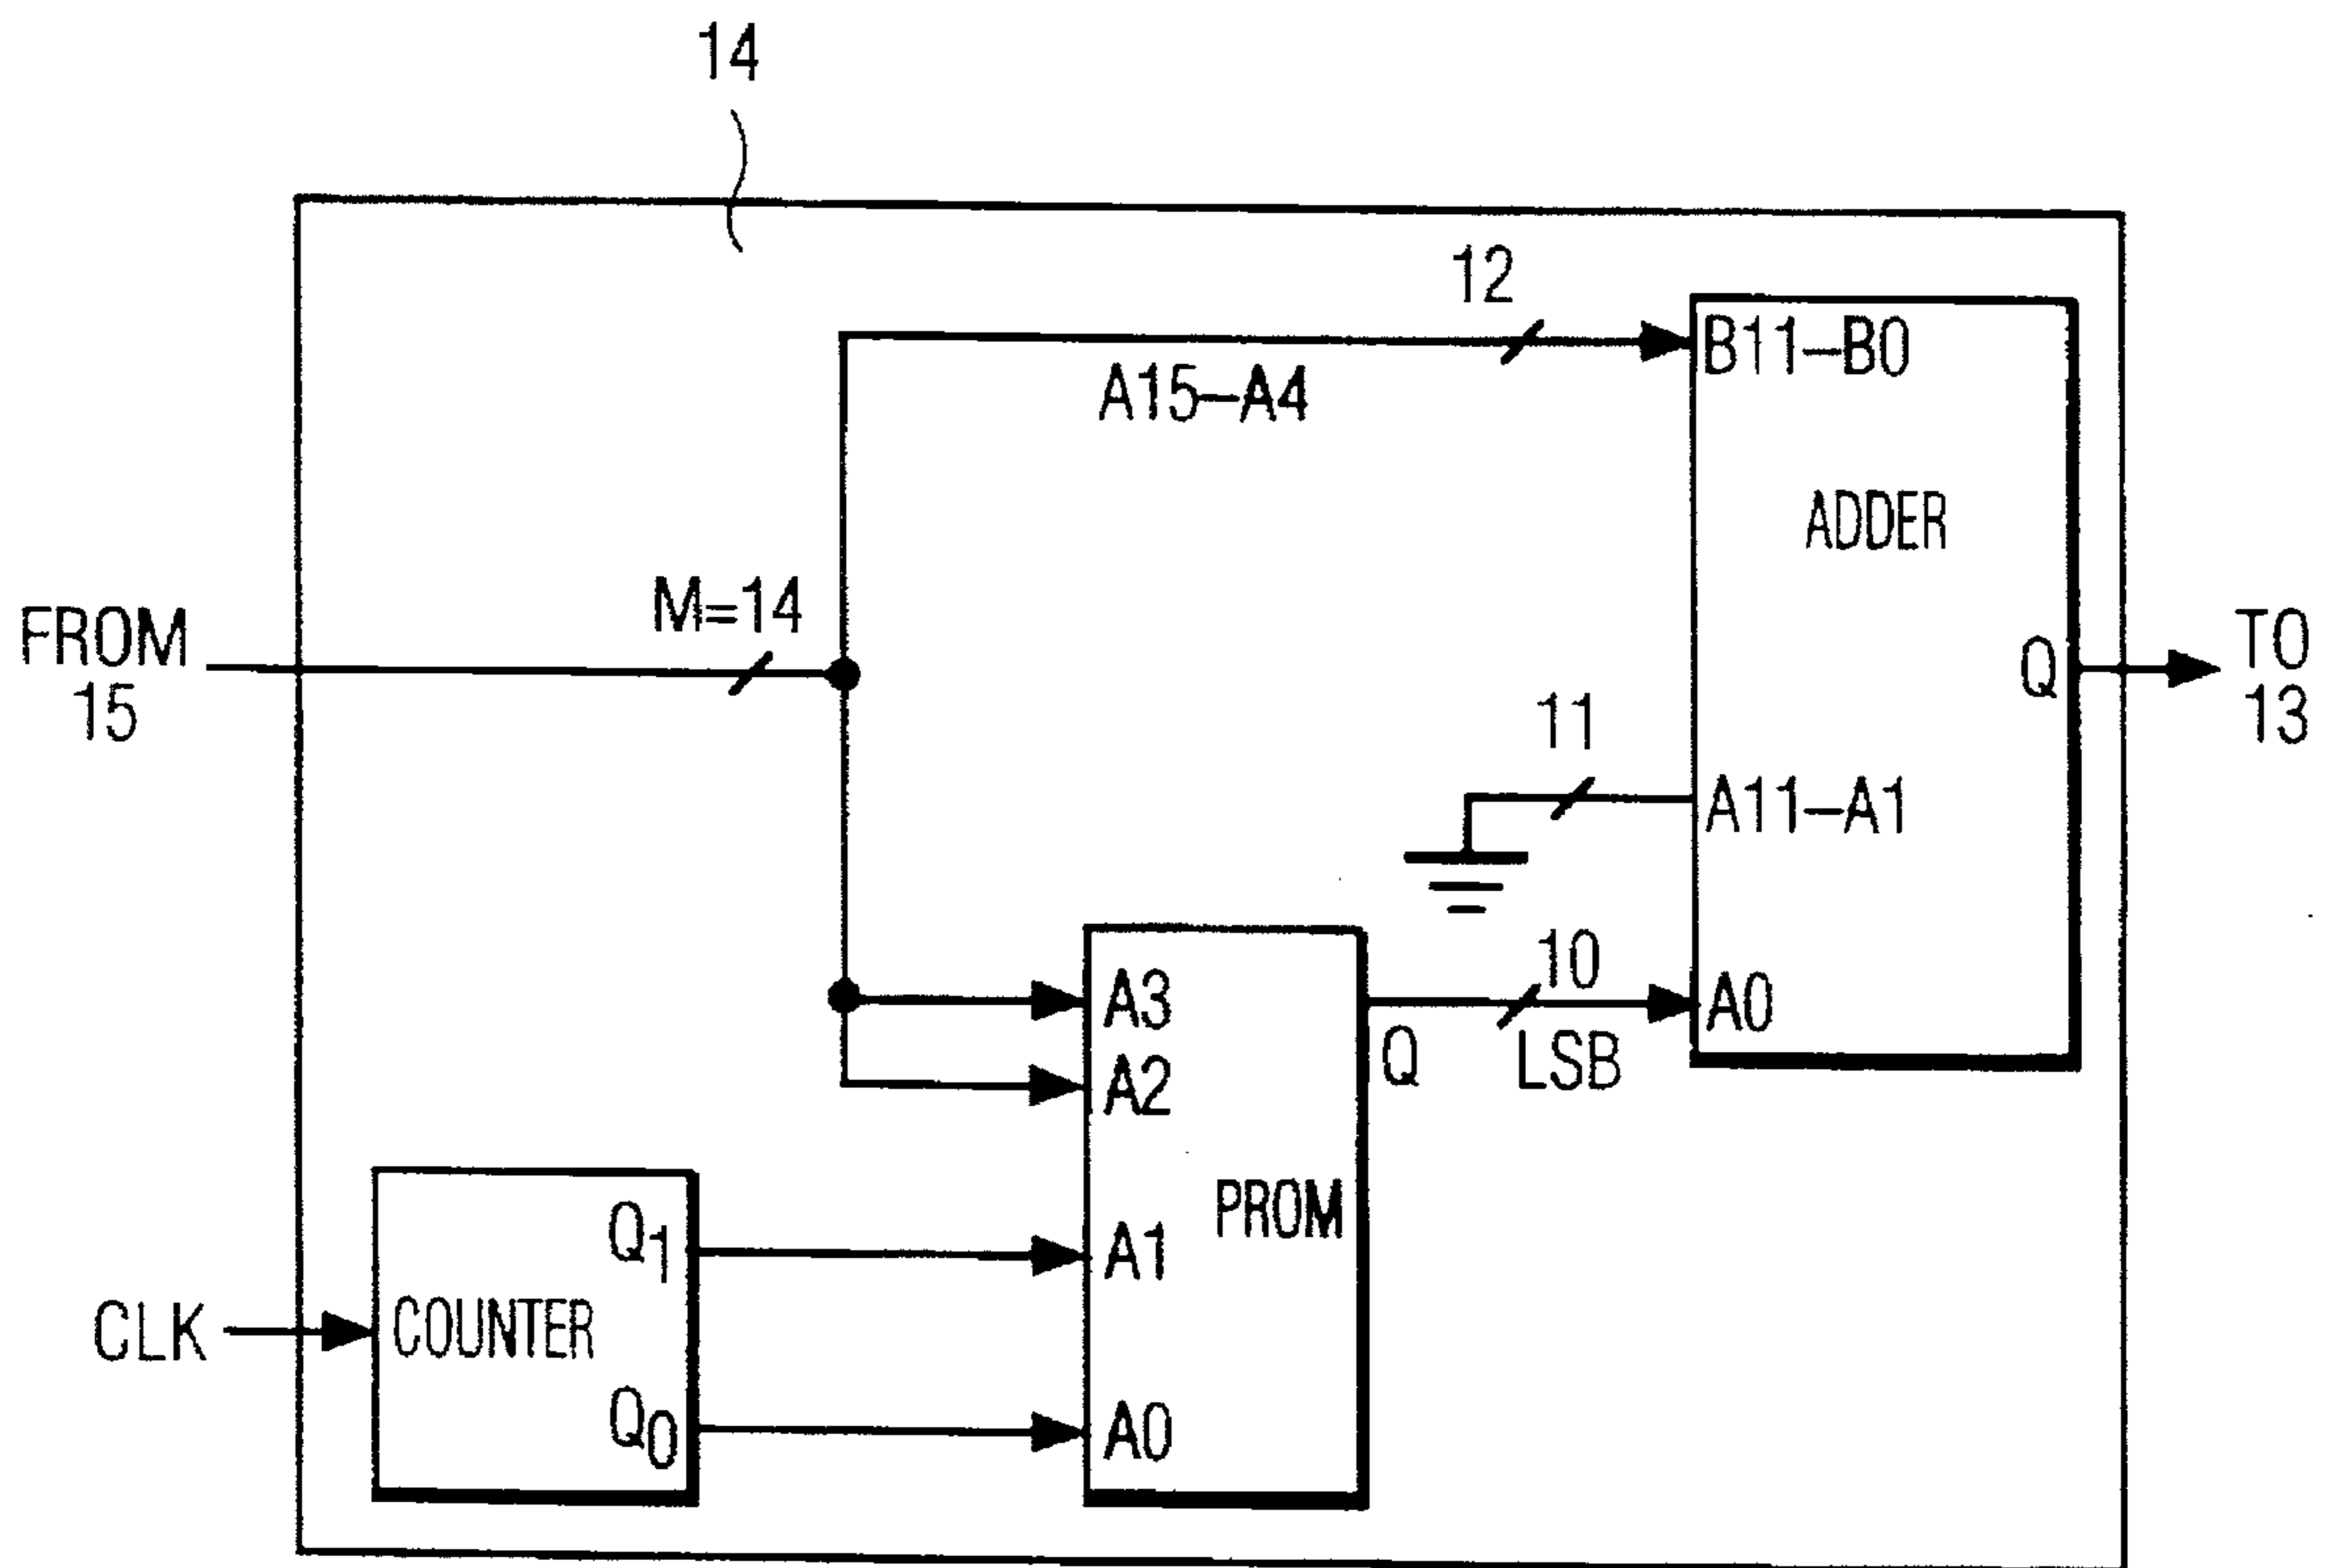 14
12
B11–B0
A15–A4
ADDER
M=14
FROM
15
Q
TO
13
11
A11–A1
10
A3
A0
Q
LSB
A2
PROM
Q1
A1
CLK
COUNTER
Q0
A0